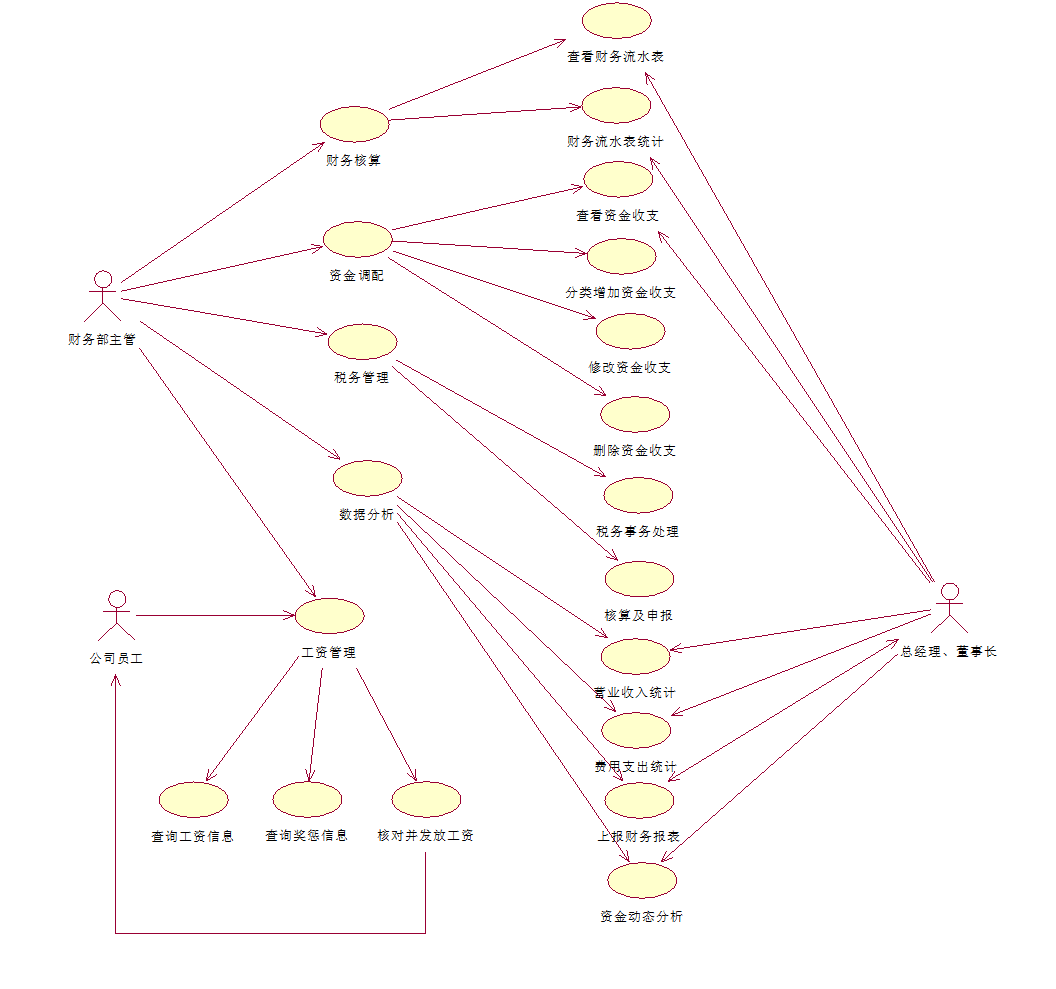 查看财务流水表
财务流水表统计
财务核算
查看资金收支
资金调配
分类增加资金收支
财务部主管
修改资金收支
税务管理
删除资金收支
数据分析
税务事务处理
核算及申报
总经理、董事长
工资管理
公司员工
营业收入统计
费用支出统计
查询工资信息
查询奖惩信息
核对并发放工资
上报财务报表
资金动态分析